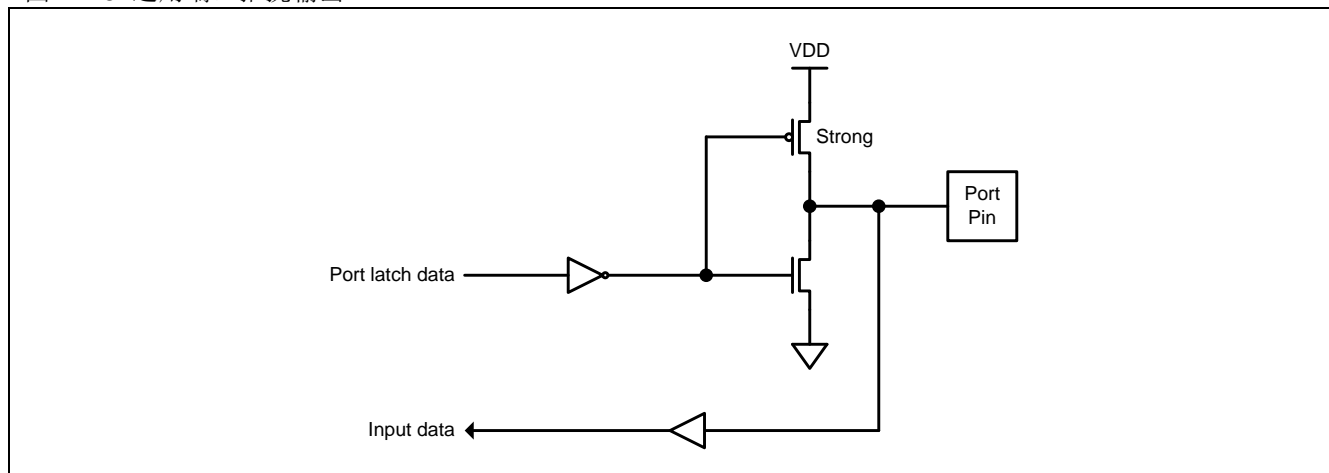 VDD
Strong
Port
Pin
Port latch data
Input data